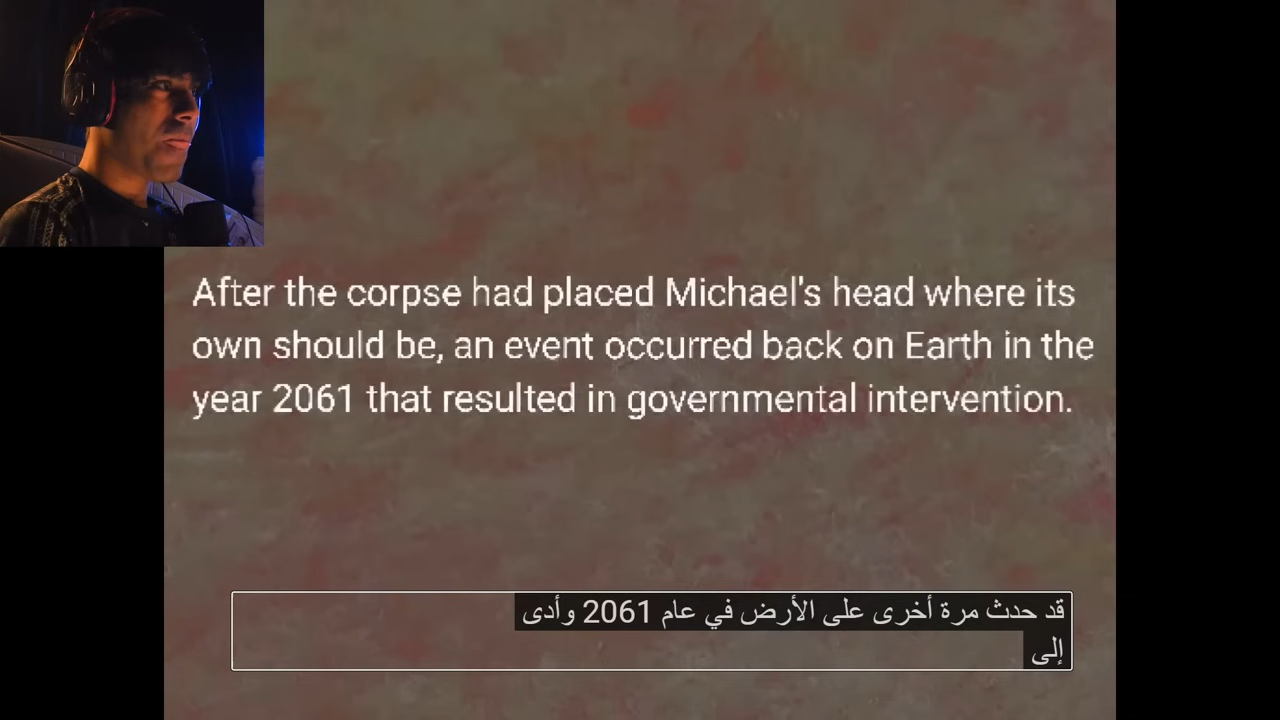 After the corpse had placed Michael's head where its
own should be, an event occurred back on Earth in the
year 2061 that resulted in governmental intervention.
قد حدث مرة أخرى على الأرض في عام 2061 وأدى
إلى